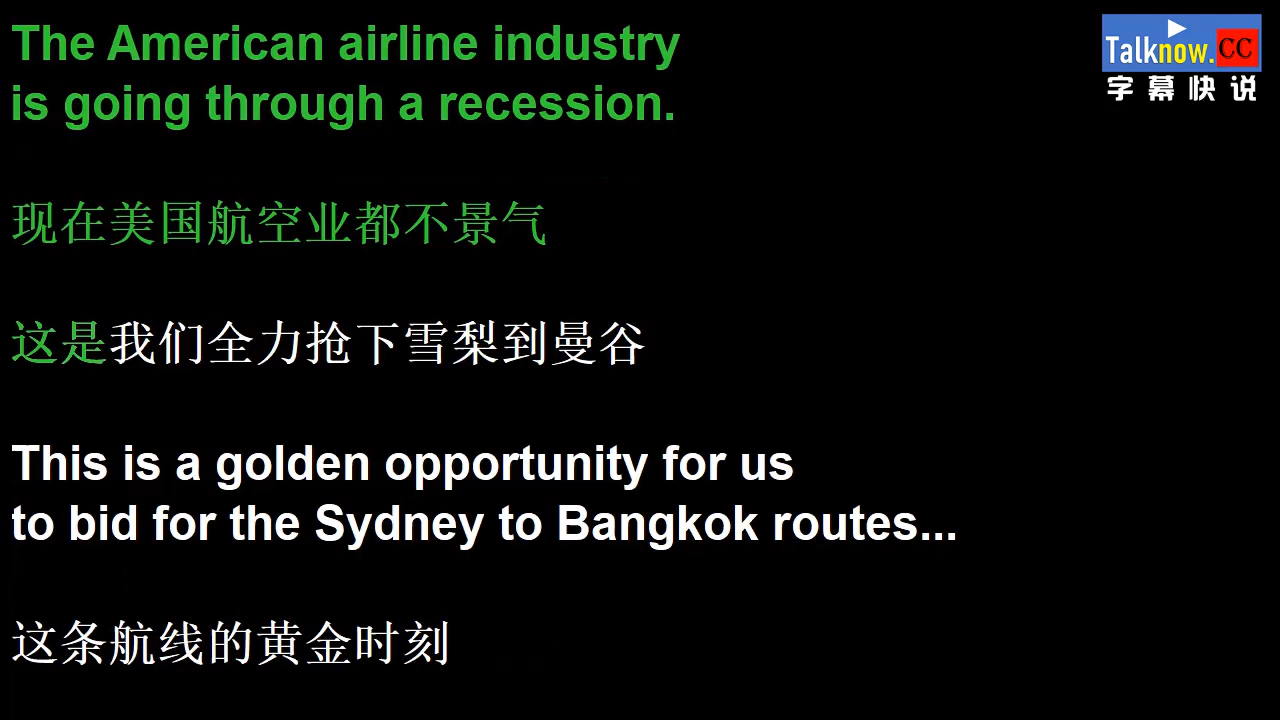 The American airline industry
is going through a recession.
Talknow.CC
字幕快说
现在美国航空业都不景气
这是我们全力抢下雪梨到曼谷
This is a golden opportunity for us
to bid for the Sydney to Bangkok routes...
这条航线的黄金时刻